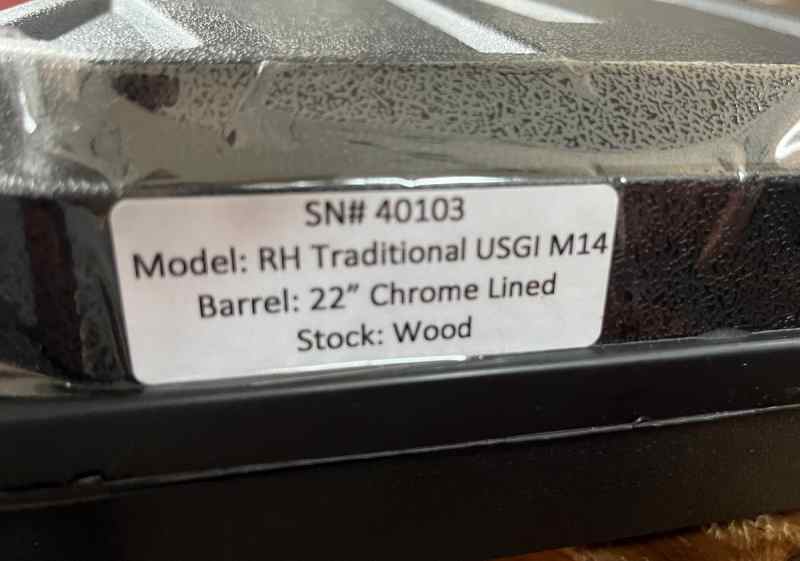 SN# 40103
Model: RH Traditional USGI M14
Barrel: 22” Chrome Lined
Stock: Wood